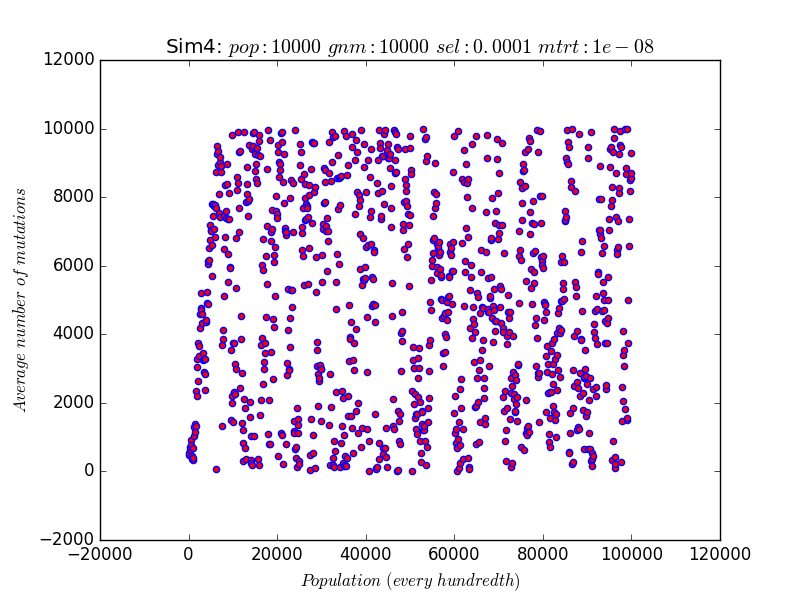 Sim4: pop : 10000 gnm : 10000 sel : 0.0001 mtrt : 1e − 08
12000
10000
8000
6000
4000
2000
0
−2000
Average number of mutations
−20000 0 20000 40000 60000 80000 100000 120000
Population (every hundredth)